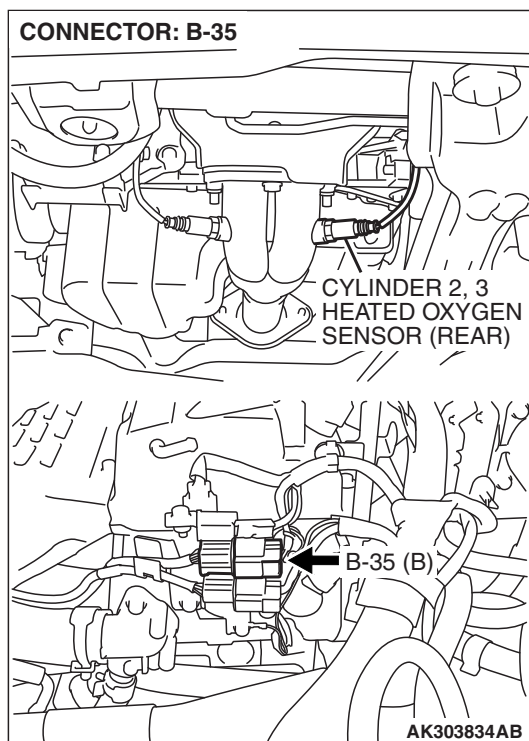 CONNECTOR: B-35
CYLINDER 2, 3
HEATED OXYGEN
SENSOR (REAR)
B-35 (B)
AK303834AB